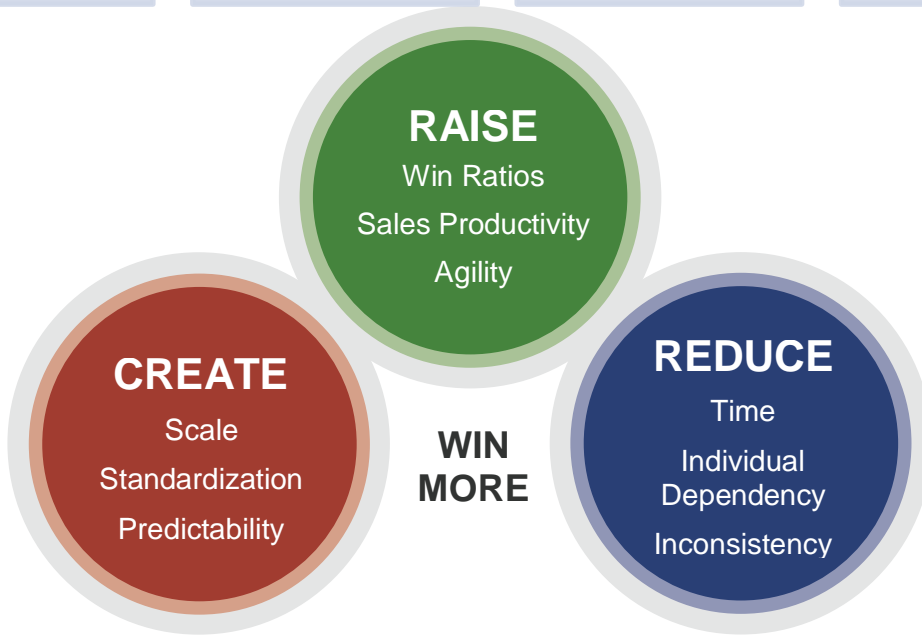 RAISE
Win Ratios
Sales Productivity
Agility
CREATE
Scale
Standardization
Predictability
WIN
MORE
REDUCE
Time
Individual
Dependency
Inconsistency